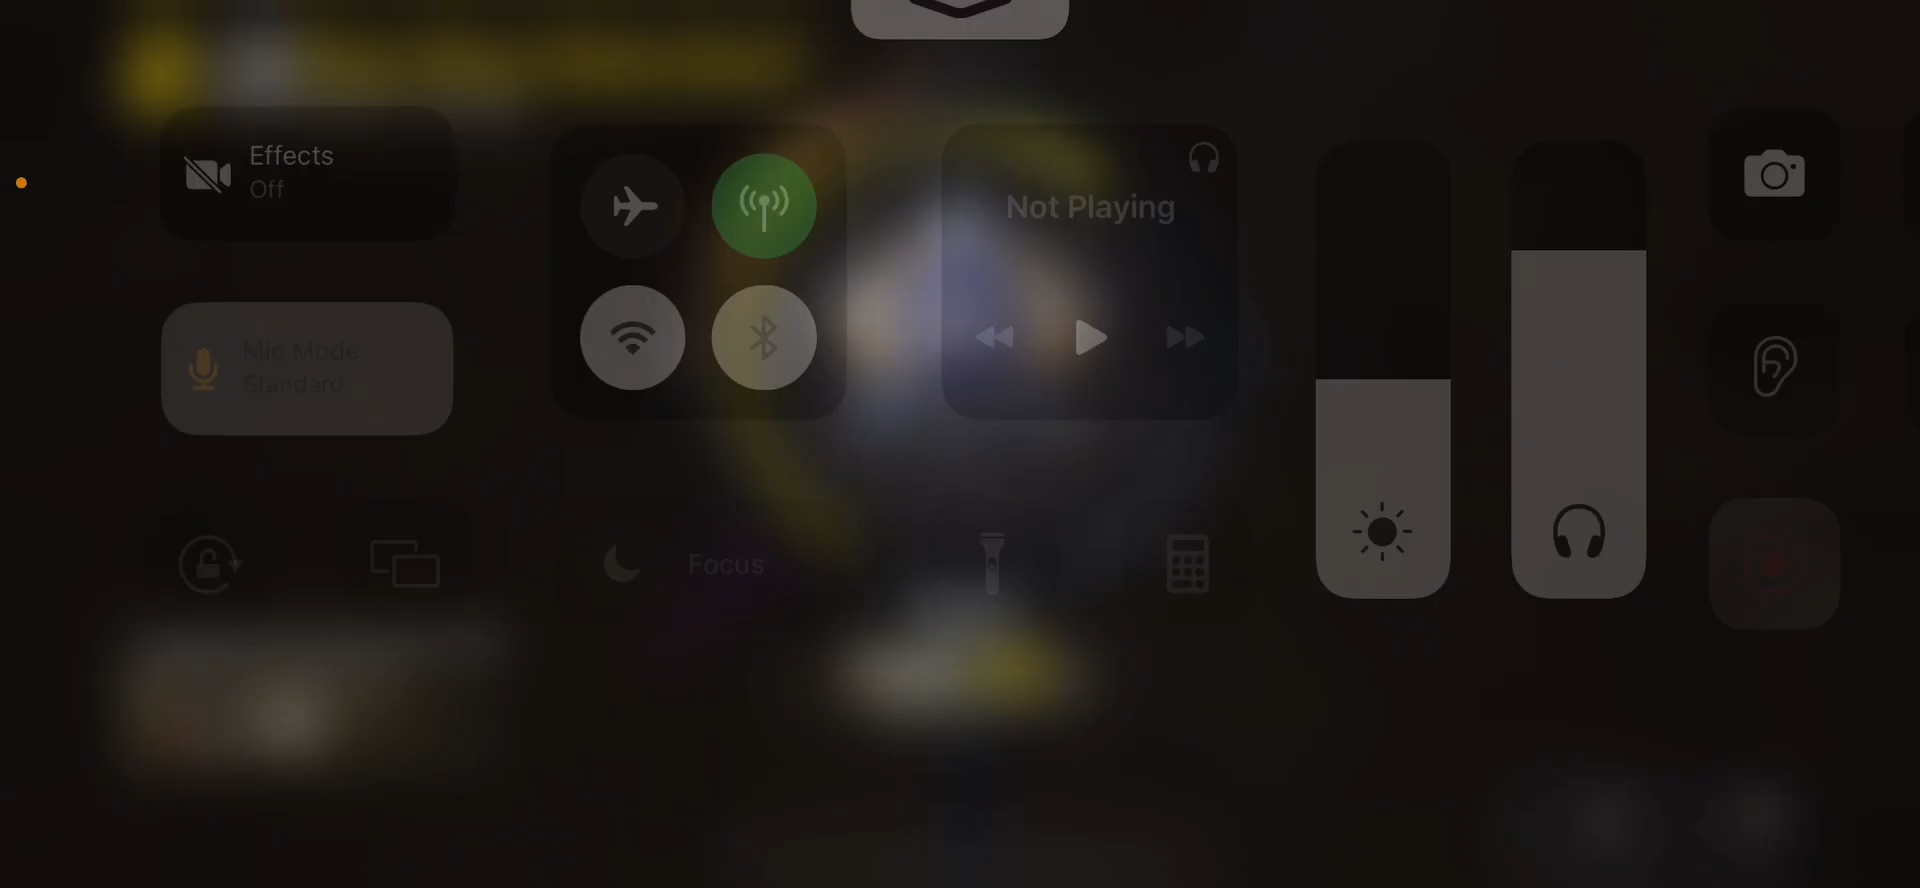 Effects
Off
Not Playing
Mic Mode
Standard
Focus